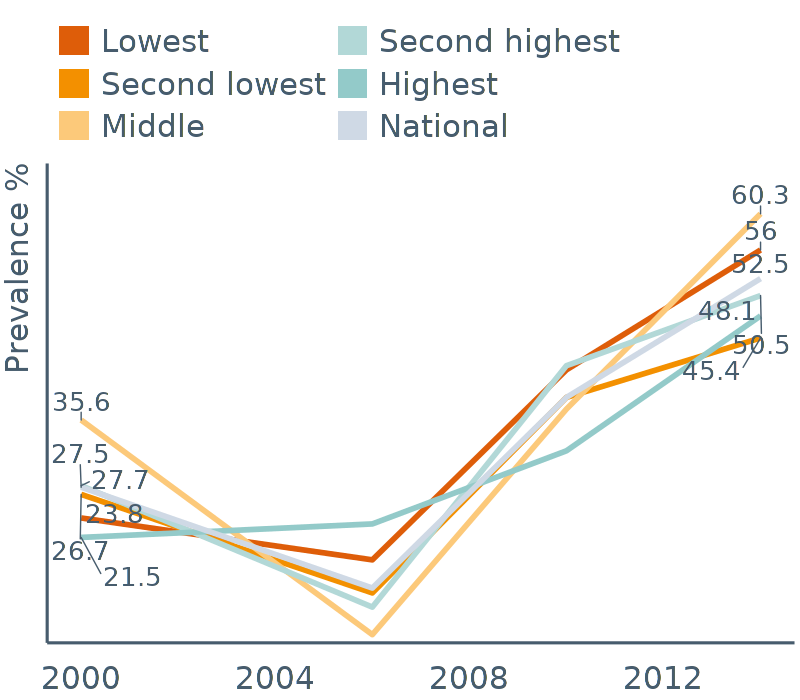 Lowest
Second highest
Second lowest
Highest
Middle
National
Prevalence %
60.3
56
52.5
48.1
50.5
45.4
35.6
27.5
27.7
23.8
26.7
21.5
2000 2004 2008 2012